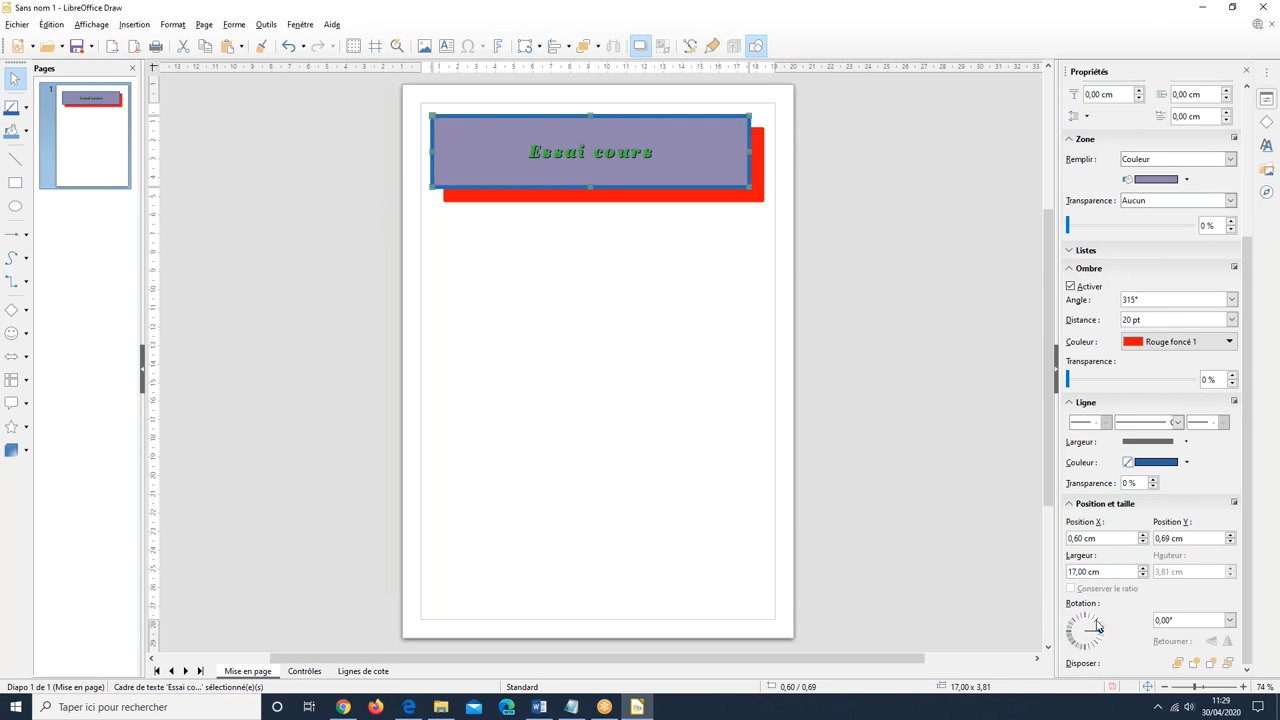 Sans nom 1 - LibreOffice Draw
Fichier Édition Affichage Insertion Format Page Forme Outils Fenêtre Aide
Pages
1
Essai cours
Essai cours
Propriétés
0,00 cm 0,00 cm
0,00 cm
Zone
Remplir : Couleur
Transparence : Aucun
0 %
Listes
Ombre
Activer
Angle : 315°
Distance : 20 pt
Couleur : Rouge foncé 1
Transparence :
0 %
Ligne
Largeur :
Couleur :
Transparence : 0 %
Position et taille
Position X : Position Y :
0,60 cm 0,69 cm
Largeur : Hauteur :
17,00 cm 3,81 cm
Conserver le ratio
Rotation :
0,00°
Retourner :
Disposer :
Mise en page Contrôles Lignes de cote
Diapo 1 de 1 (Mise en page) Cadre de texte 'Essai co...' sélectionné(e)(s) Standard 0,60 / 0,69 17,00 x 3,81 74 %
Taper ici pour rechercher
11:29
30/04/2020